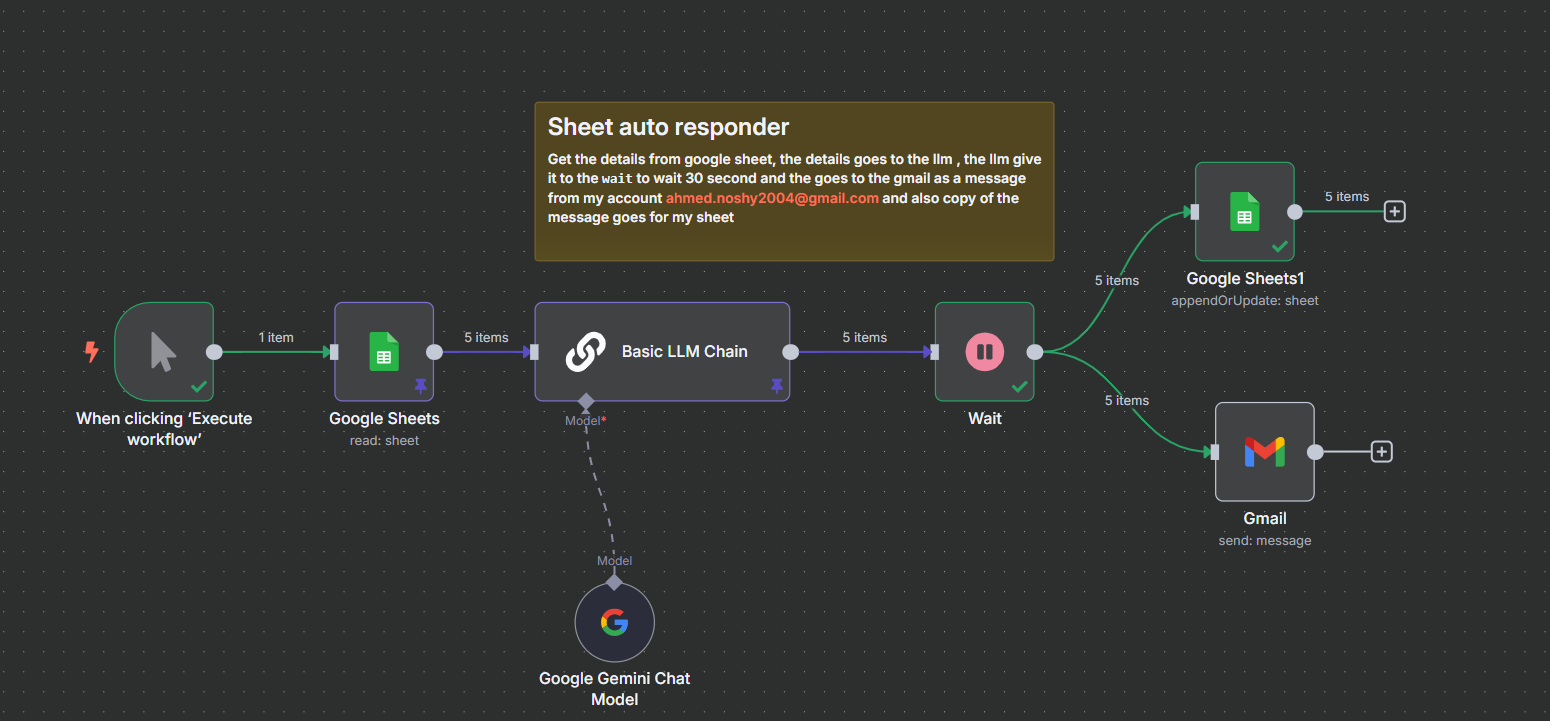 Sheet auto responder
Get the details from google sheet, the details goes to the llm , the llm give
it to the wait to wait 30 second and the goes to the gmail as a message
from my account ahmed.noshy2004@gmail.com and also copy of the
message goes for my sheet
5 items
Google Sheets1
appendOrUpdate: sheet
5 items
1 item
5 items
Basic LLM Chain
5 items
When clicking ‘Execute
workflow’
Google Sheets
read: sheet
Model*
Wait
5 items
Gmail
send: message
Model
Google Gemini Chat
Model